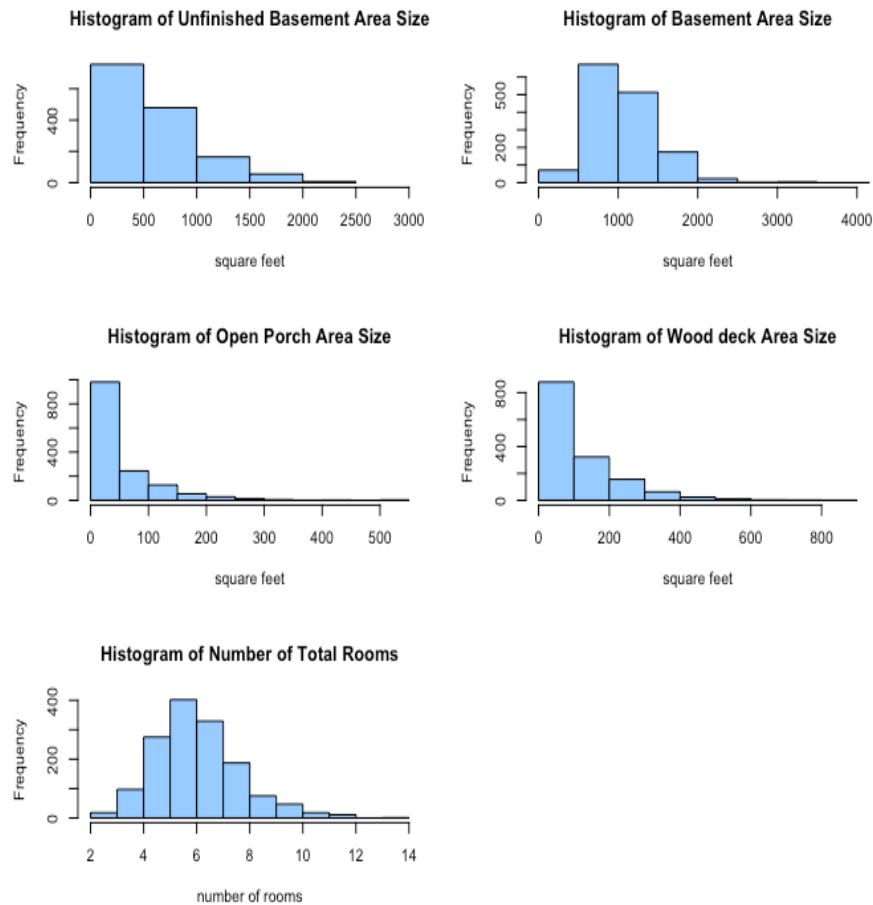 Histogram of Unfinished Basement Area Size
Frequency
0 400
0 500 1000 1500 2000 2500 3000
square feet
Histogram of Basement Area Size
Frequency
0 200 500
0 1000 2000 3000 4000
square feet
Histogram of Open Porch Area Size
Frequency
0 400 800
0 100 200 300 400 500
square feet
Histogram of Wood deck Area Size
Frequency
0 400 800
0 200 400 600 800
square feet
Histogram of Number of Total Rooms
Frequency
0 200 400
2 4 6 8 10 12 14
number of rooms